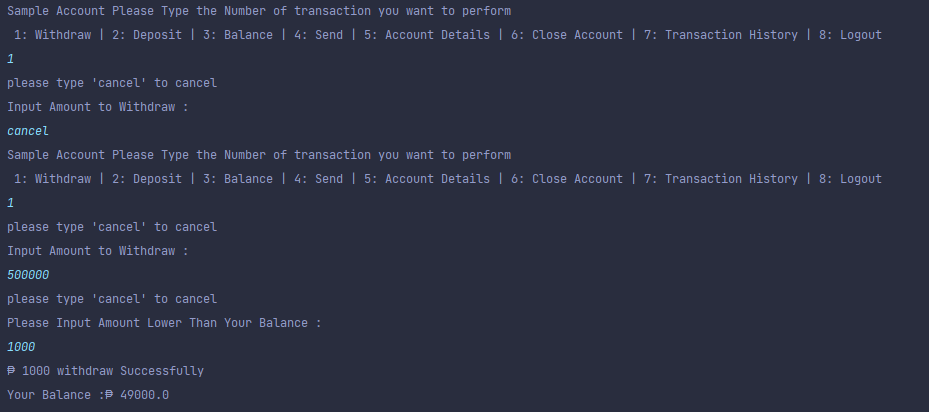 Sample Account Please Type the Number of transaction you want to perform
1: Withdraw | 2: Deposit | 3: Balance | 4: Send | 5: Account Details | 6: Close Account | 7: Transaction History | 8: Logout
1
please type 'cancel' to cancel
Input Amount to Withdraw :
cancel
Sample Account Please Type the Number of transaction you want to perform
1: Withdraw | 2: Deposit | 3: Balance | 4: Send | 5: Account Details | 6: Close Account | 7: Transaction History | 8: Logout
1
please type 'cancel' to cancel
Input Amount to Withdraw :
500000
please type 'cancel' to cancel
Please Input Amount Lower Than Your Balance :
1000
₱ 1000 withdraw Successfully
Your Balance :₱ 49000.0